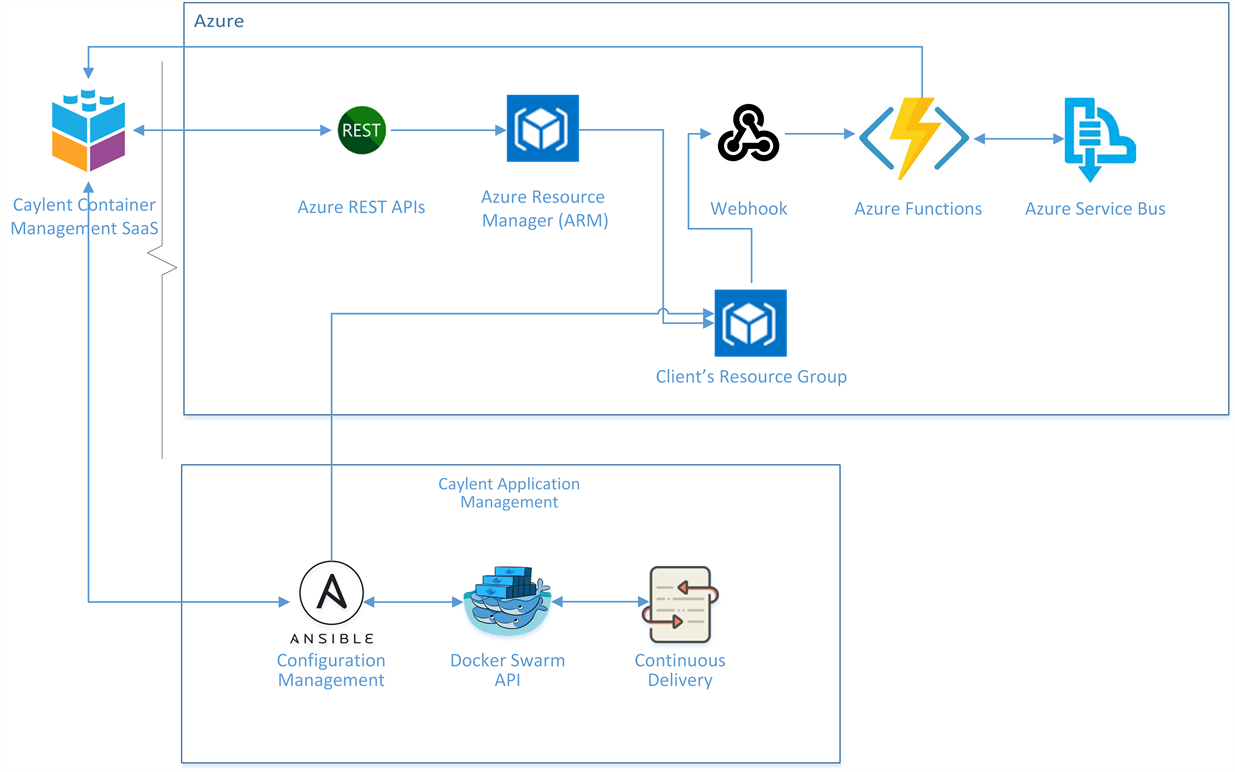 Azure
REST
Caylent Container
Management SaaS
Azure REST APIs
Azure Resource
Manager (ARM)
Webhook
Azure Functions
Azure Service Bus
Client’s Resource Group
Caylent Application
Management
A
ANSIBLE
Configuration
Management
Docker Swarm
API
Continuous
Delivery